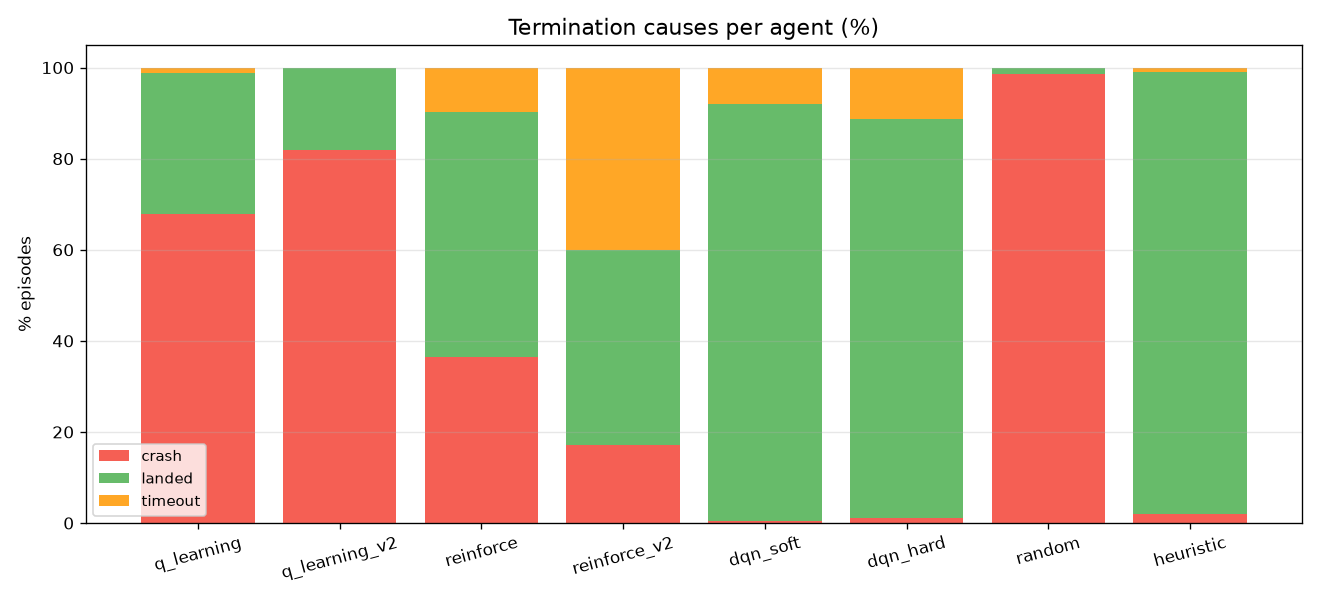 Termination causes per agent (%)
% episodes
100
80
60
40
20
0
crash
landed
timeout
q_learning
q_learning_v2
reinforce
reinforce_v2
dqn_soft
dqn_hard
random
heuristic